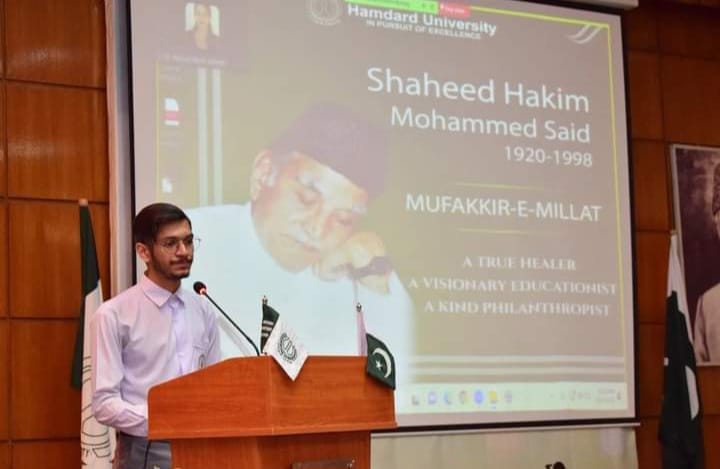 Hamdard University
IN PURSUIT OF EXCELLENCE
Shaheed Hakim
Mohammed Said
1920-1998
MUFAKKIR-E-MILLAT
A TRUE HEALER
A VISIONARY EDUCATIONIST
A KIND PHILANTHROPIST